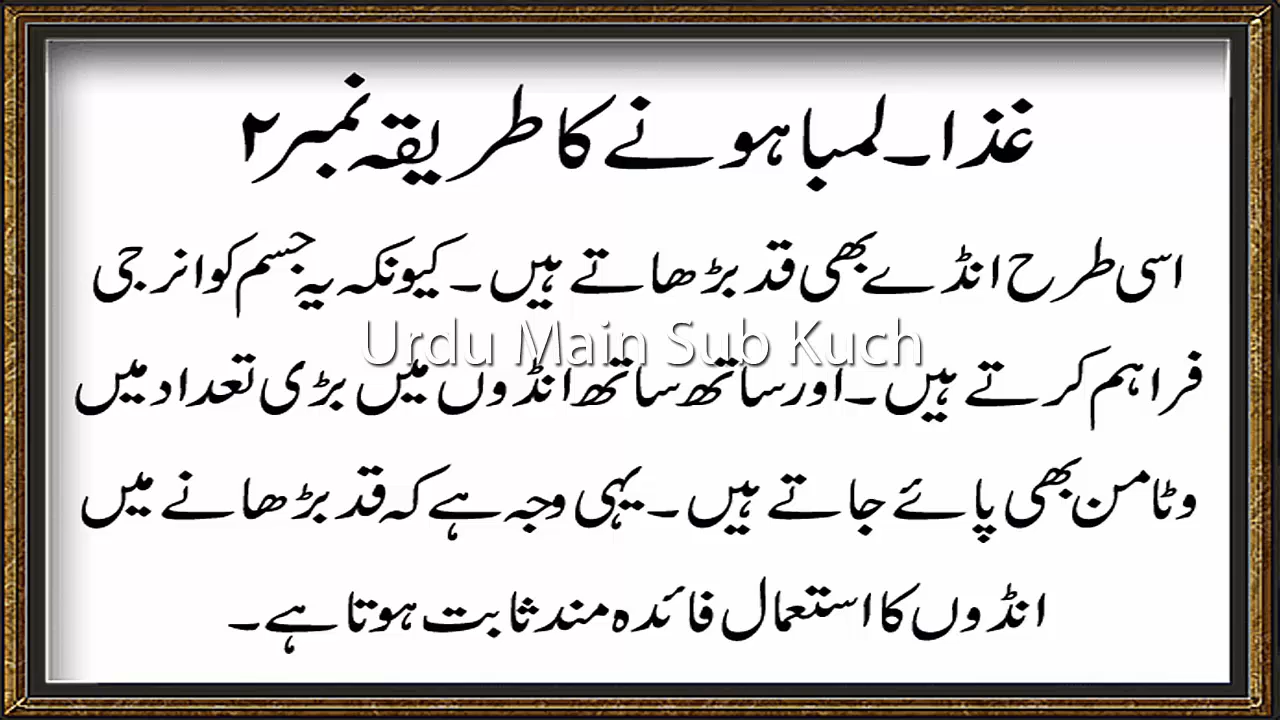 غذا۔ لمبا ہونے کا طریقہ نمبر ۲
اسی طرح انڈے بھی قد بڑھاتے ہیں۔ کیونکہ یہ جسم کو انرجی
Urdu Main Sub Kuch
فراہم کرتے ہیں۔ اور ساتھ ساتھ انڈوں میں بڑی تعداد میں
وٹامن بھی پائے جاتے ہیں۔ یہی وجہ ہے کہ قد بڑھانے میں
انڈوں کا استعمال فائدہ مند ثابت ہوتا ہے۔